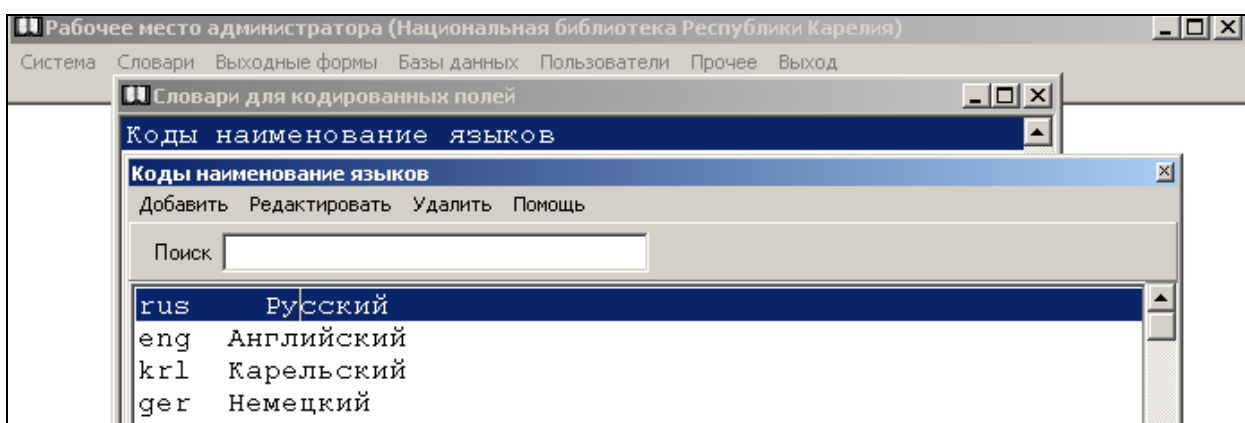 Рабочее место администратора (Национальная библиотека Республики Карелия)
Система Словари Выходные формы Базы данных Пользователи Прочее Выход
Словари для кодированных полей
Коды наименование языков
Коды наименование языков
Добавить Редактировать Удалить Помощь
Поиск
rus Русский
eng Английский
krl Карельский
ger Немецкий